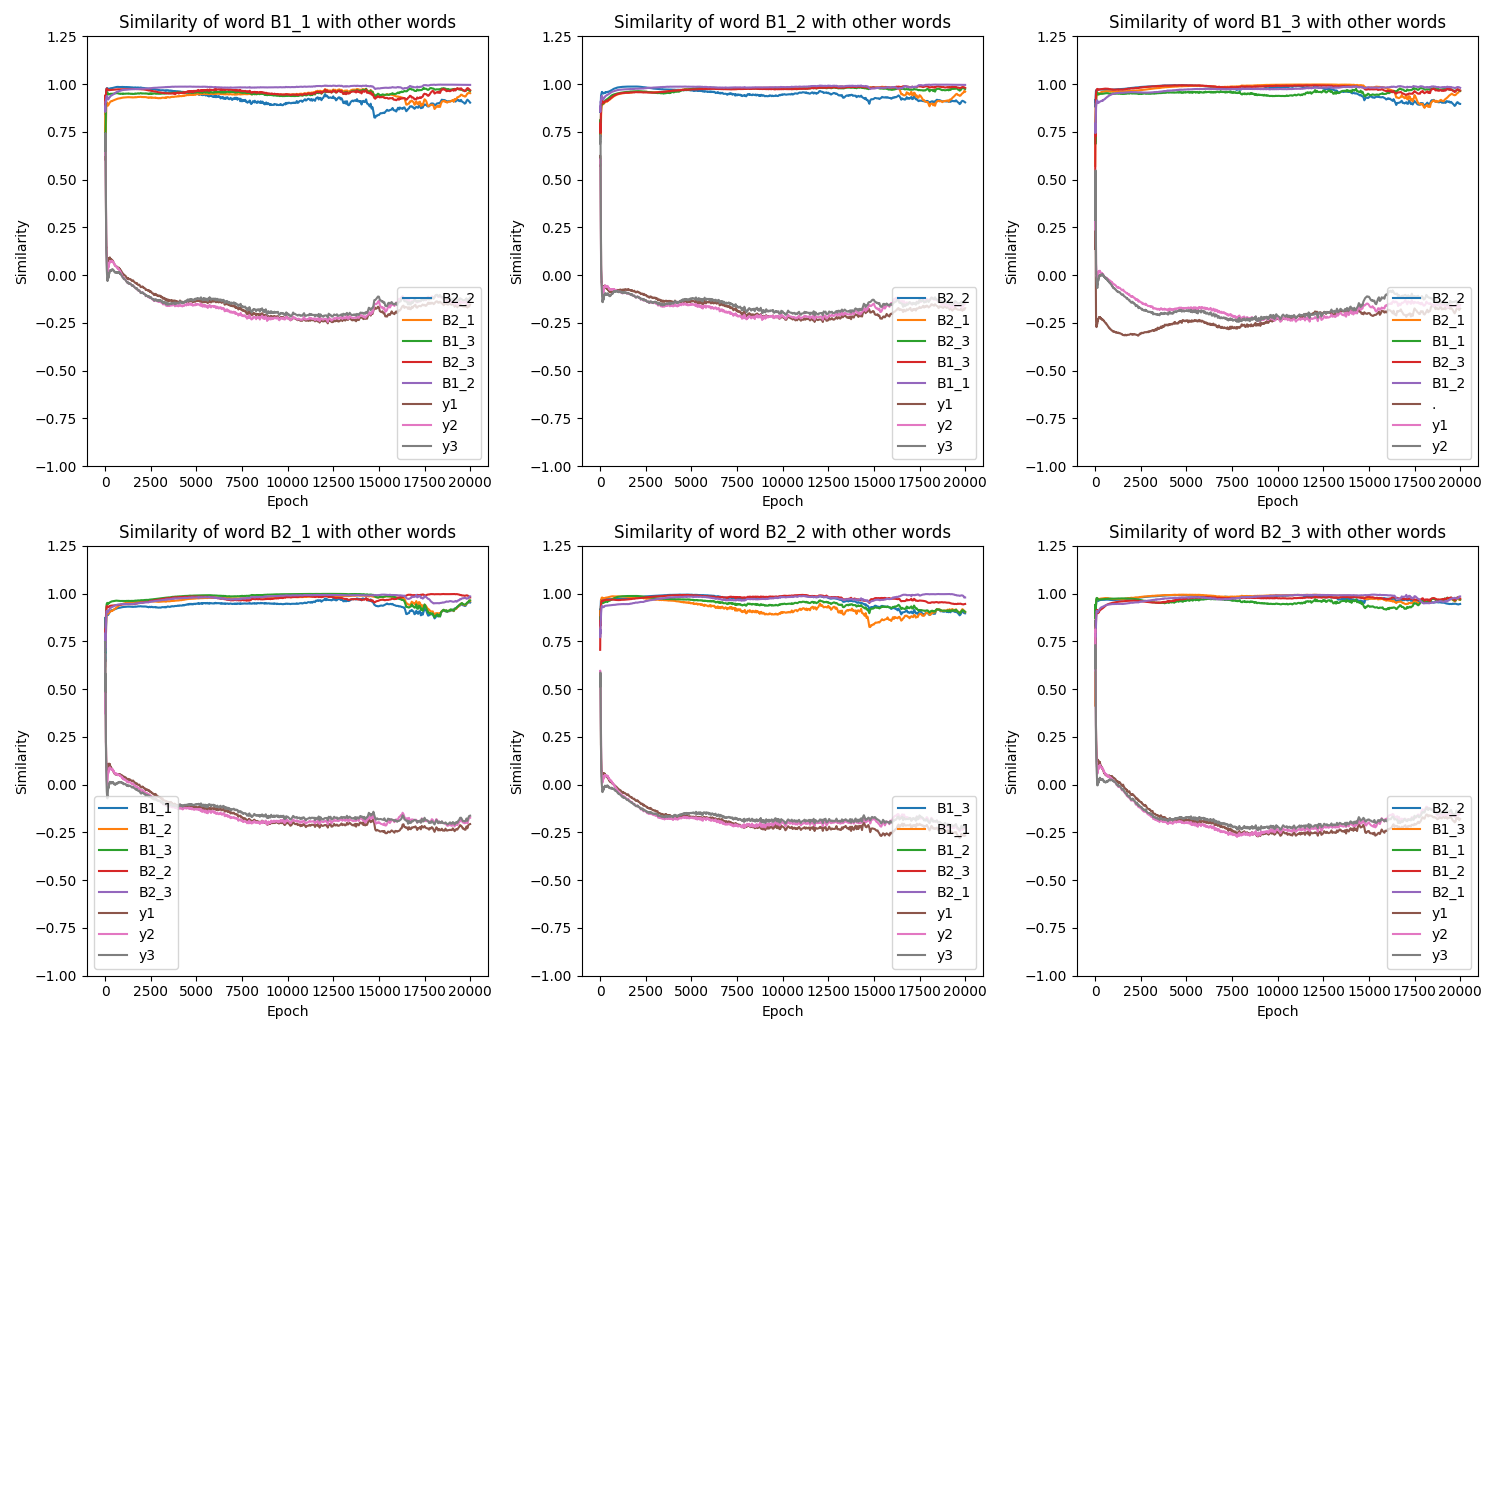 Similarity of word B1_1 with other words
1.25
1.00
0.75
0.50
0.25
0.00
−0.25
−0.50
−0.75
−1.00
Similarity
0 2500 5000 7500 10000 12500 15000 17500 20000
Epoch
B2_2
B2_1
B1_3
B2_3
B1_2
y1
y2
y3
Similarity of word B1_2 with other words
1.25
1.00
0.75
0.50
0.25
0.00
−0.25
−0.50
−0.75
−1.00
Similarity
0 2500 5000 7500 10000 12500 15000 17500 20000
Epoch
B2_2
B2_1
B2_3
B1_3
B1_1
y1
y2
y3
Similarity of word B1_3 with other words
1.25
1.00
0.75
0.50
0.25
0.00
−0.25
−0.50
−0.75
−1.00
Similarity
0 2500 5000 7500 10000 12500 15000 17500 20000
Epoch
B2_2
B2_1
B1_1
B2_3
B1_2
.
y1
y2
Similarity of word B2_1 with other words
1.25
1.00
0.75
0.50
0.25
0.00
−0.25
−0.50
−0.75
−1.00
Similarity
0 2500 5000 7500 10000 12500 15000 17500 20000
Epoch
B1_1
B1_2
B1_3
B2_2
B2_3
y1
y2
y3
Similarity of word B2_2 with other words
1.25
1.00
0.75
0.50
0.25
0.00
−0.25
−0.50
−0.75
−1.00
Similarity
0 2500 5000 7500 10000 12500 15000 17500 20000
Epoch
B1_3
B1_1
B1_2
B2_3
B2_1
y1
y2
y3
Similarity of word B2_3 with other words
1.25
1.00
0.75
0.50
0.25
0.00
−0.25
−0.50
−0.75
−1.00
Similarity
0 2500 5000 7500 10000 12500 15000 17500 20000
Epoch
B2_2
B1_3
B1_1
B1_2
B2_1
y1
y2
y3